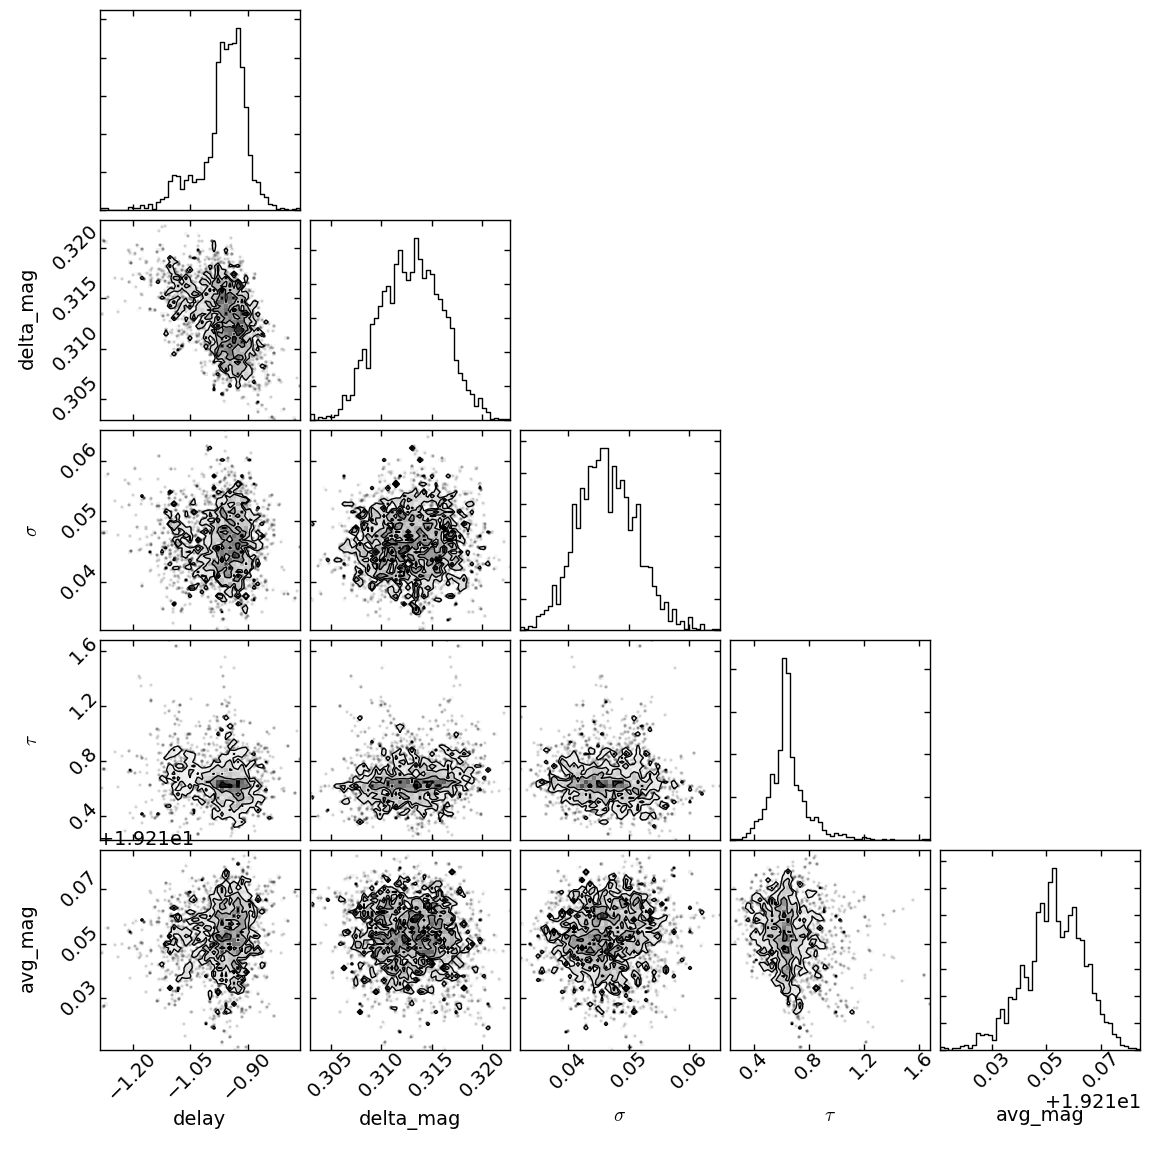 delta_mag
0.320
0.315
0.310
0.305
σ
0.06
0.05
0.04
τ
1.6
1.2
0.8
0.4
+1.921e1
avg_mag
0.07
0.05
0.03
−1.20 −1.05 −0.90 0.305 0.310 0.315 0.320 0.04 0.05 0.06 0.4 0.8 1.2 1.6 0.03 0.05 0.07
+1.921e1
delay delta_mag σ τ avg_mag